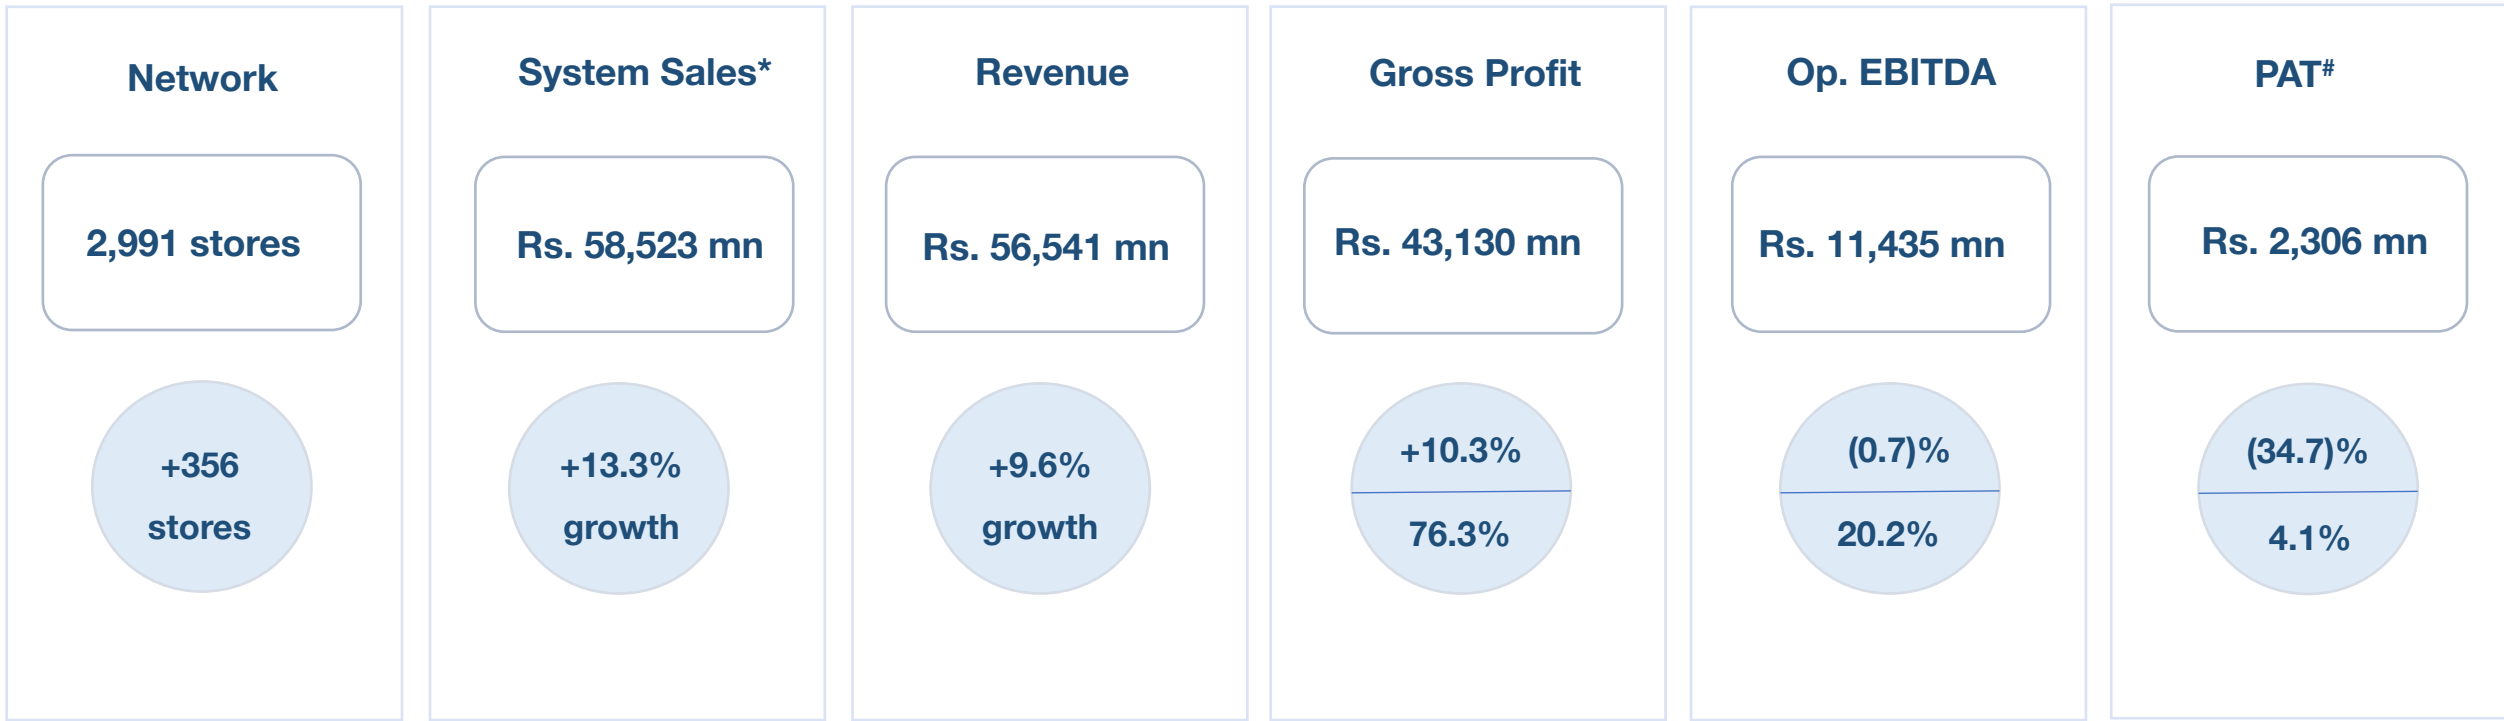 Network
2,991 stores
+356
stores
System Sales*
Rs. 58,523 mn
+13.3%
growth
Revenue
Rs. 56,541 mn
+9.6%
growth
Gross Profit
Rs. 43,130 mn
+10.3%
76.3%
Op. EBITDA
Rs. 11,435 mn
(0.7)%
20.2%
PAT#
Rs. 2,306 mn
(34.7)%
4.1%